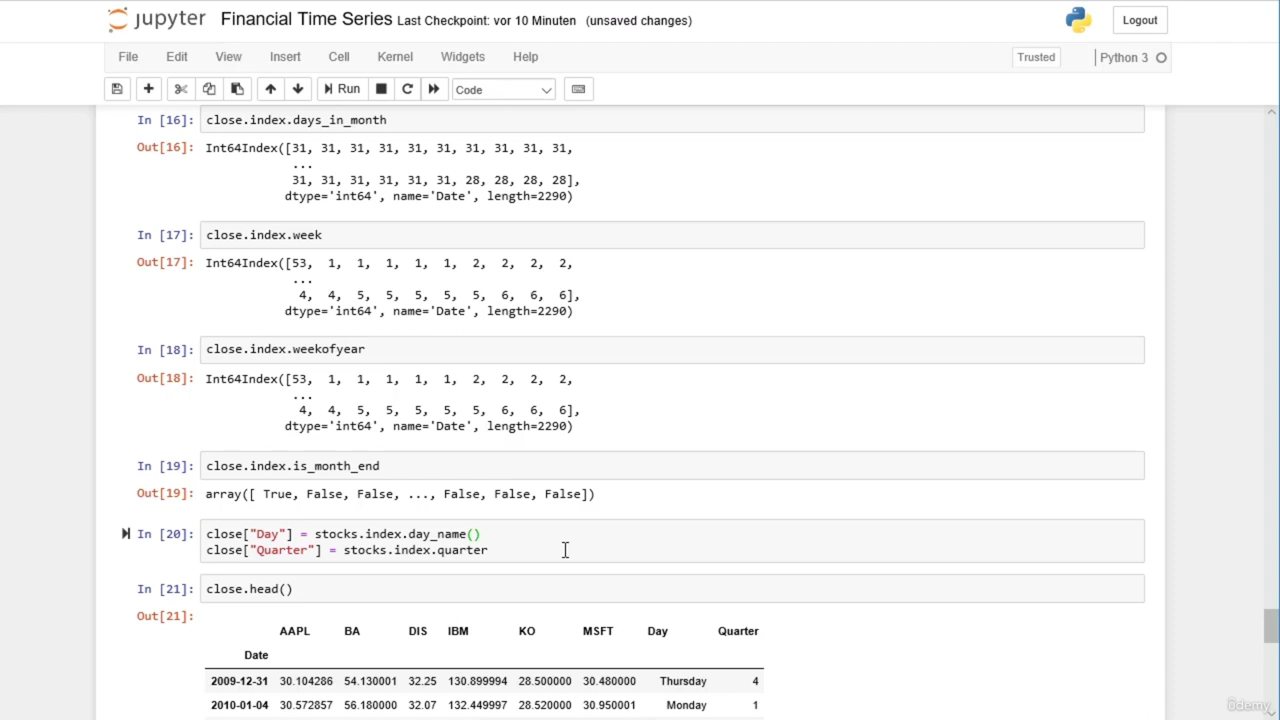 jupyter Financial Time Series Last Checkpoint: vor 10 Minuten (unsaved changes) Logout
File Edit View Insert Cell Kernel Widgets Help Trusted Python 3
Run Code
In [16]: close.index.days_in_month
Out[16]: Int64Index([31, 31, 31, 31, 31, 31, 31, 31, 31, 31,
...
31, 31, 31, 31, 31, 31, 28, 28, 28, 28],
dtype='int64', name='Date', length=2290)
In [17]: close.index.week
Out[17]: Int64Index([53, 1, 1, 1, 1, 1, 2, 2, 2, 2,
...
4, 4, 5, 5, 5, 5, 5, 6, 6, 6],
dtype='int64', name='Date', length=2290)
In [18]: close.index.weekofyear
Out[18]: Int64Index([53, 1, 1, 1, 1, 1, 2, 2, 2, 2,
...
4, 4, 5, 5, 5, 5, 5, 6, 6, 6],
dtype='int64', name='Date', length=2290)
In [19]: close.index.is_month_end
Out[19]: array([ True, False, False, ..., False, False, False])
In [20]: close["Day"] = stocks.index.day_name()
close["Quarter"] = stocks.index.quarter
In [21]: close.head()
Out[21]:
AAPL BA DIS IBM KO MSFT Day Quarter
Date
2009-12-31 30.104286 54.130001 32.25 130.899994 28.500000 30.480000 Thursday 4
2010-01-04 30.572857 56.180000 32.07 132.449997 28.520000 30.950001 Monday 1
Udemy